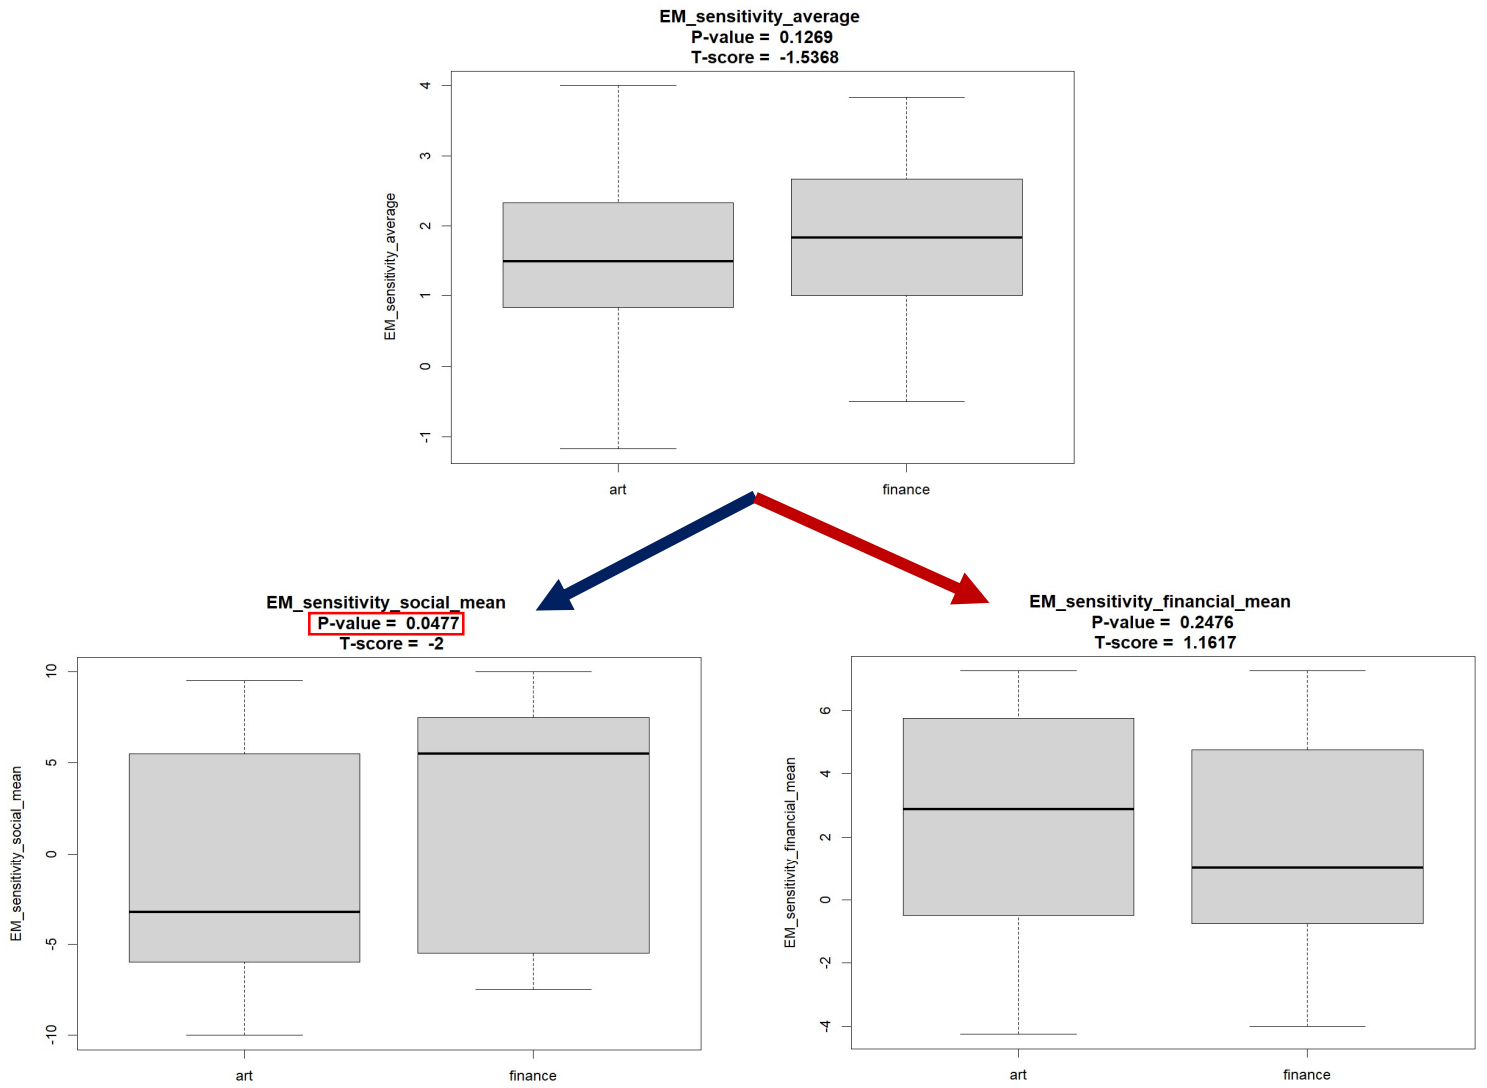 EM_sensitivity_average
P-value = 0.1269
T-score = -1.5368
EM_sensitivity_average
4
3
2
1
0
-1
art finance
EM_sensitivity_social_mean
P-value = 0.0477
T-score = -2
EM_sensitivity_social_mean
10
5
0
-5
-10
art finance
EM_sensitivity_financial_mean
P-value = 0.2476
T-score = 1.1617
EM_sensitivity_financial_mean
6
4
2
0
-2
-4
art finance